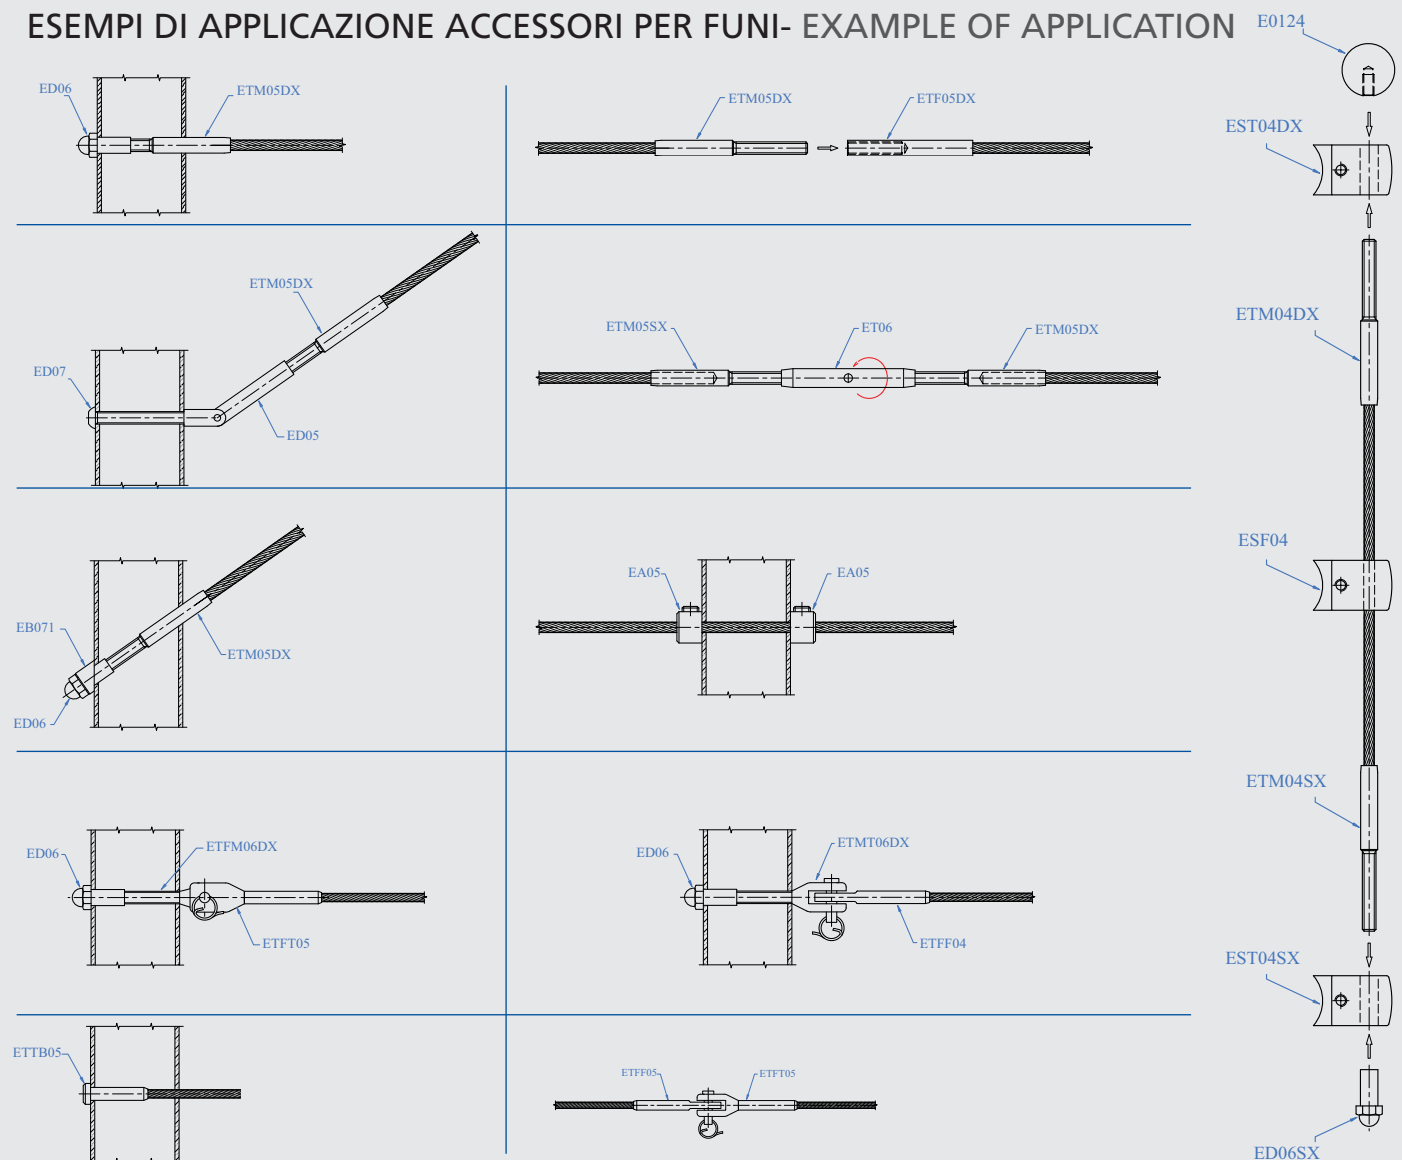 ESEMPI DI APPLICAZIONE ACCESSORI PER FUNI- EXAMPLE OF APPLICATION
ED06
ETM05DX
ETM05DX
ETF05DX
ETM05DX
ED07
ED05
ETM05SX
ET06
ETM05DX
EB071
ETM05DX
ED06
EA05
EA05
ED06
ETFM06DX
ETFT05
ED06
ETMT06DX
ETFF04
ETTB05
ETFF05
ETFT05
E0124
EST04DX
ETM04DX
ESF04
ETM04SX
EST04SX
ED06SX